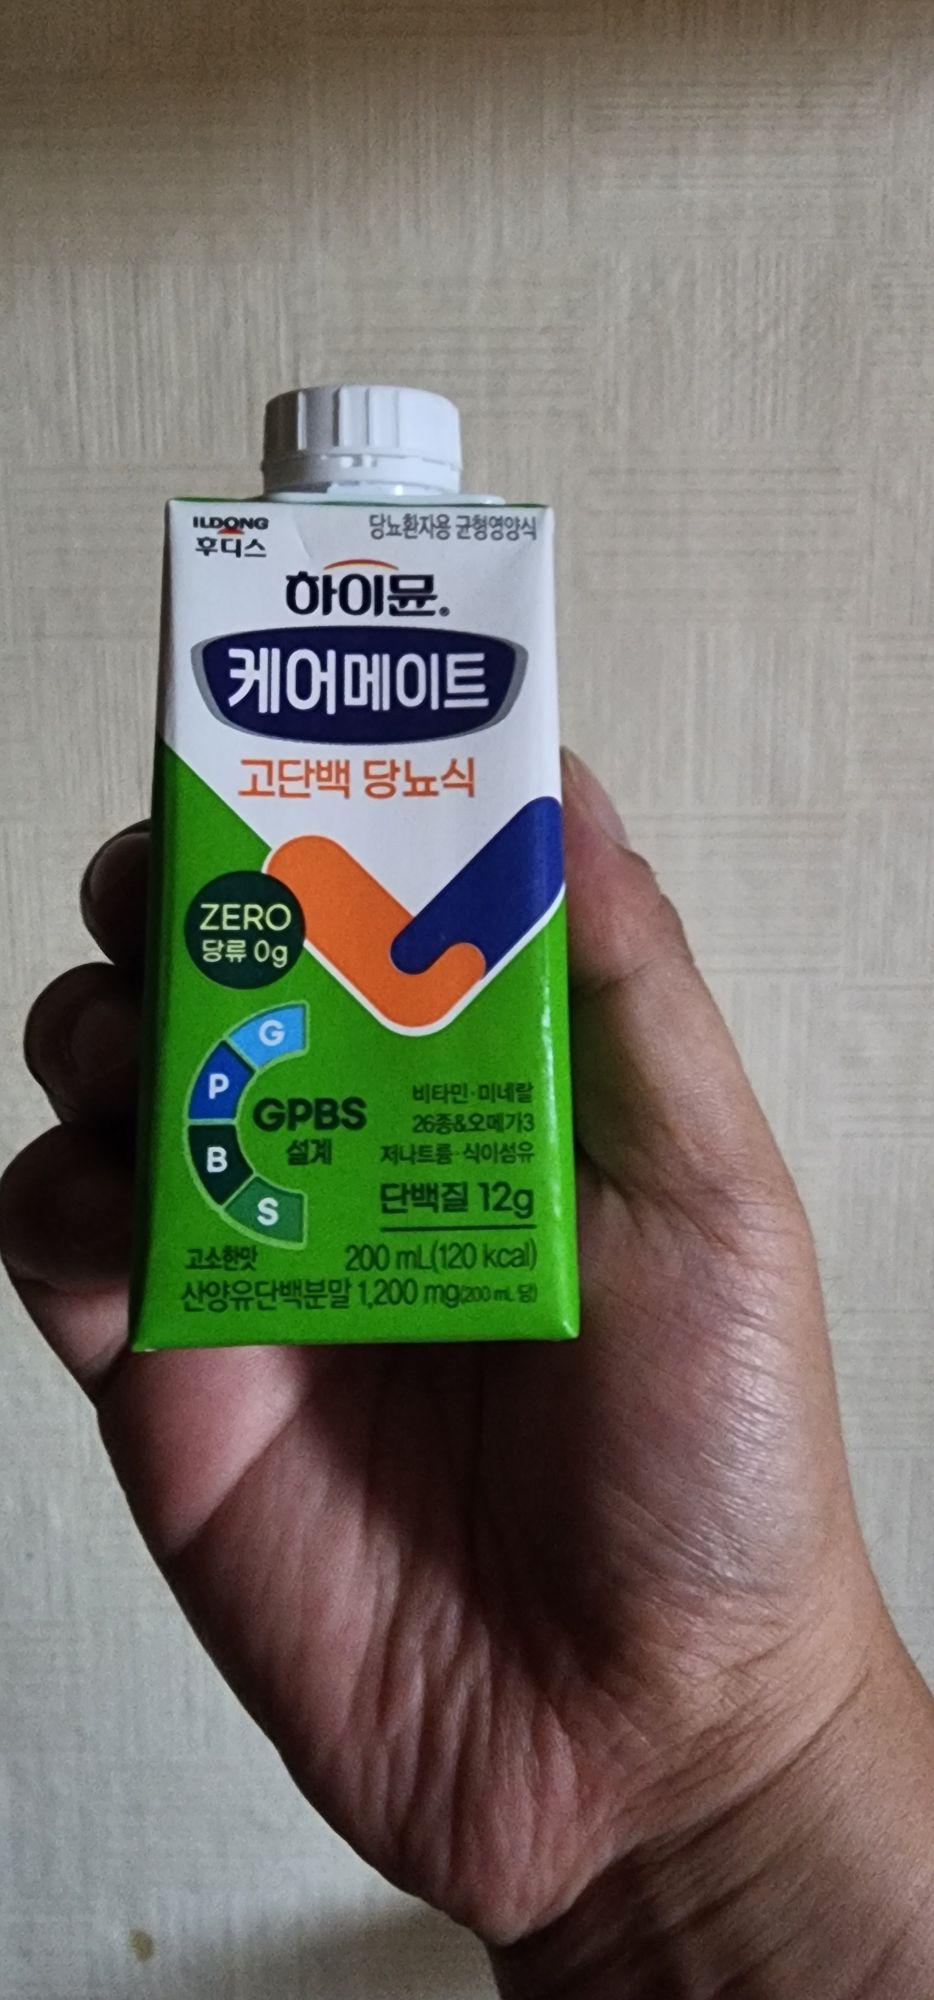 ILDONG
후디스
당뇨환자용 균형영양식
하이뮨®
케어메이트
고단백 당뇨식
ZERO
당류 0g
G
P
B
S
GPBS
설계
비타민·미네랄
26종&오메가3
저나트륨·식이섬유
단백질 12g
고소한맛
200 mL(120 kcal)
산양유단백분말 1,200 mg(200 mL 당)